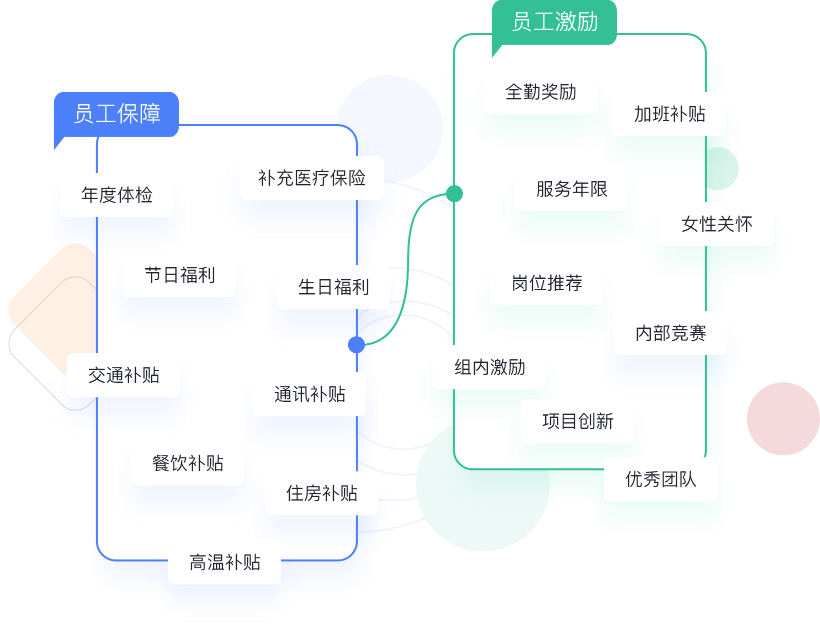 员工保障
年度体检
补充医疗保险
节日福利
生日福利
交通补贴
通讯补贴
餐饮补贴
住房补贴
高温补贴
员工激励
全勤奖励
加班补贴
服务年限
女性关怀
岗位推荐
内部竞赛
组内激励
项目创新
优秀团队